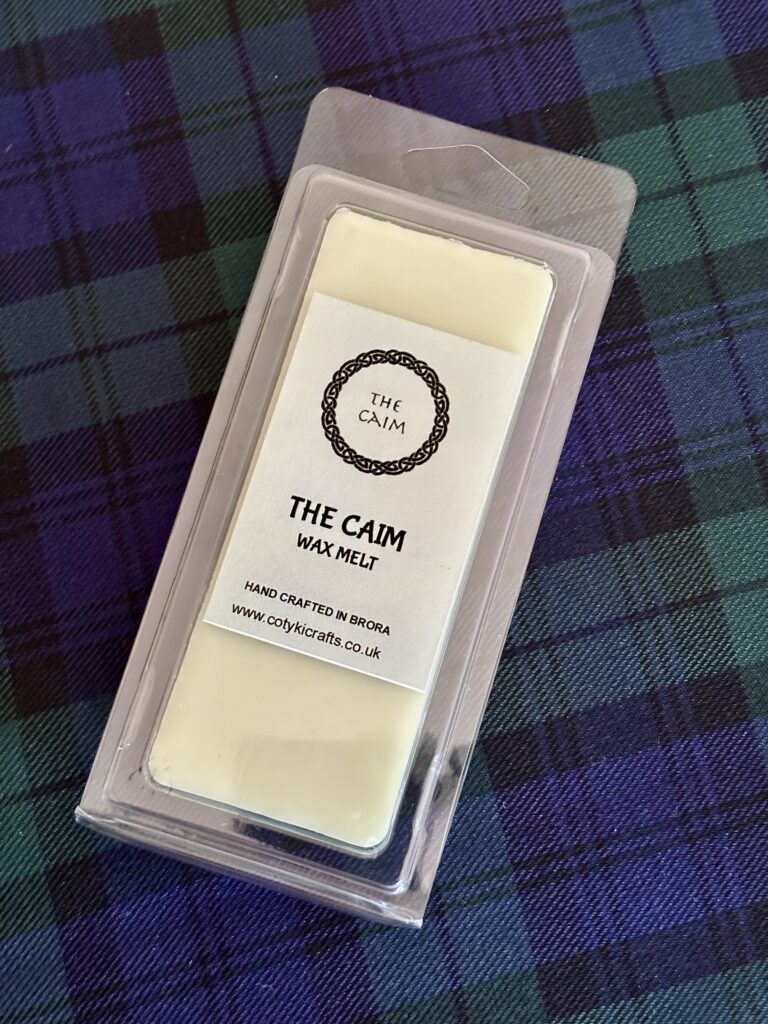 THE
CAIM
THE CAIM
WAX MELT
HAND CRAFTED IN BRORA
www.cotykicrafts.co.uk